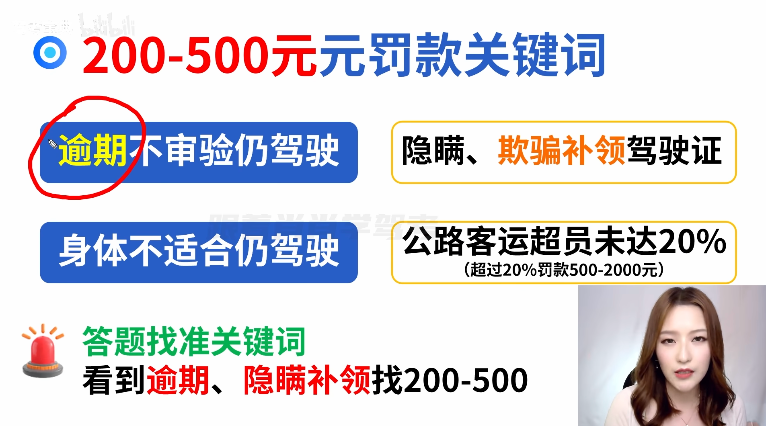 200-500元元罚款关键词
逾期不审验仍驾驶
隐瞒、欺骗补领驾驶证
身体不适合仍驾驶
公路客运超员未达20%
（超过20%罚款500-2000元）
答题找准关键词
看到逾期、隐瞒补领找200-500